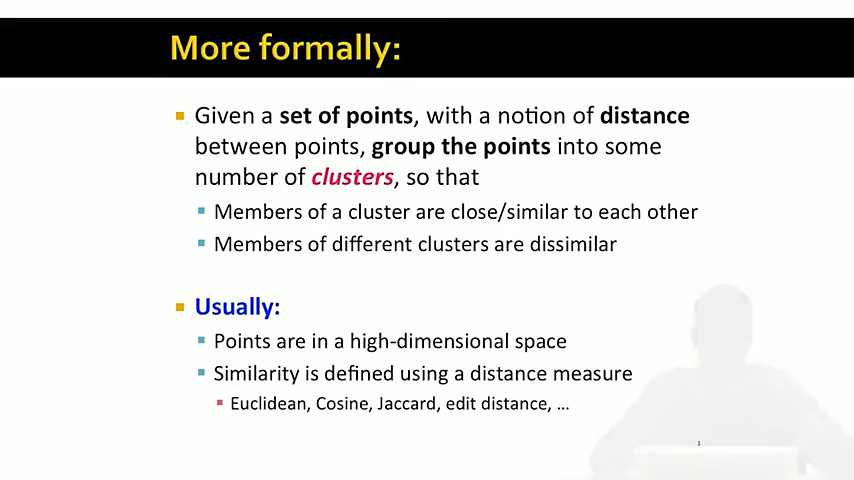 More formally:
Given a set of points, with a notion of distance
between points, group the points into some
number of clusters, so that
Members of a cluster are close/similar to each other
Members of different clusters are dissimilar
Usually:
Points are in a high-dimensional space
Similarity is defined using a distance measure
Euclidean, Cosine, Jaccard, edit distance, …
3